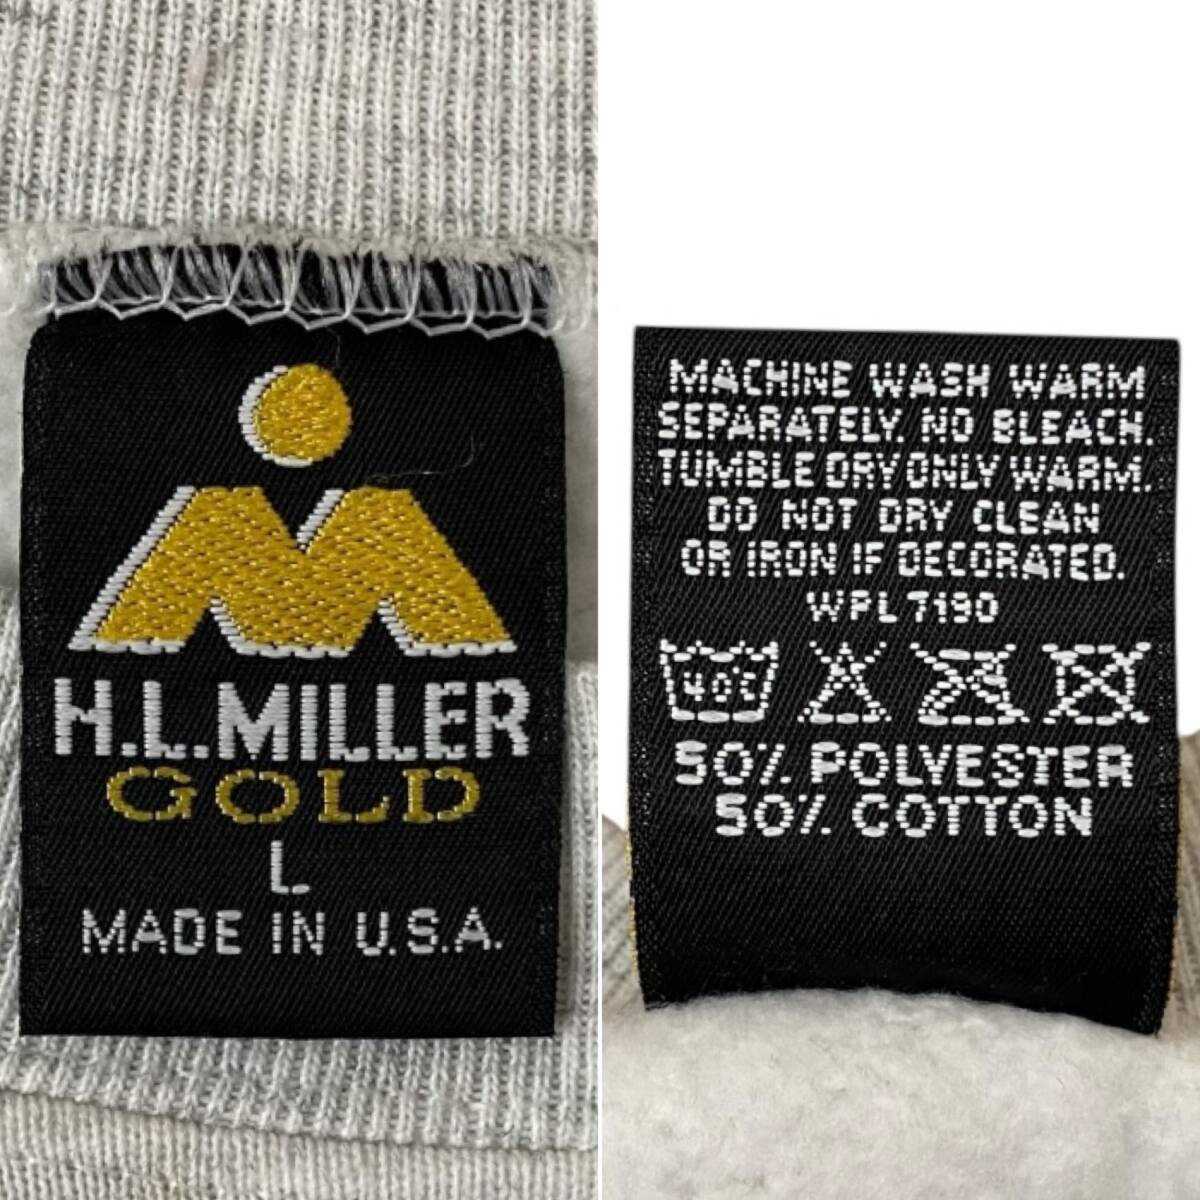 H.L.MILLER
GOLD
L
MADE IN U.S.A.
MACHINE WASH WARM
SEPARATELY. NO BLEACH.
TUMBLE DRY ONLY WARM.
DO NOT DRY CLEAN
OR IRON IF DECORATED.
WPL 7190
40C
50% POLYESTER
50% COTTON